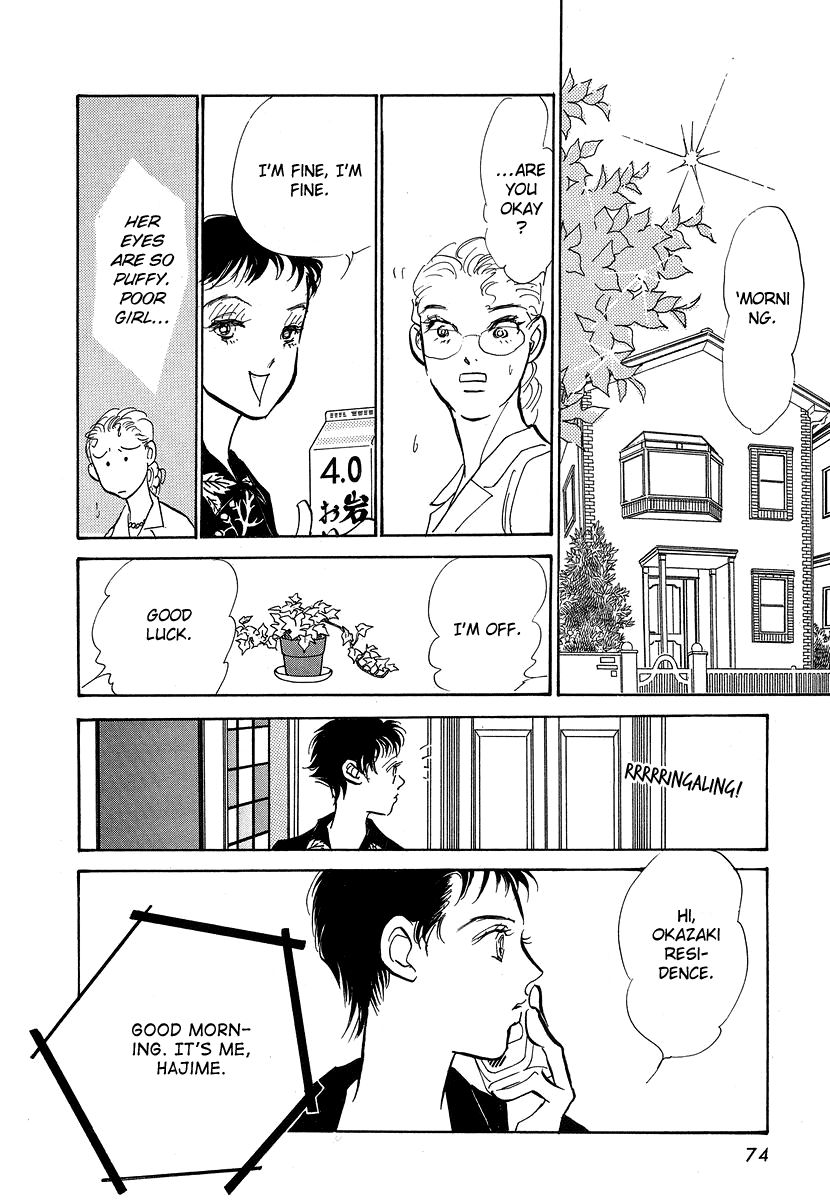 'MORNI
NG.
...ARE
YOU
OKAY
?
I'M FINE, I'M
FINE.
4.0
お岩
HER
EYES
ARE SO
PUFFY.
POOR
GIRL...
I'M OFF.
GOOD
LUCK.
RRRRRINGALING!
HI,
OKAZAKI
RESI-
DENCE.
GOOD MORN-
ING. IT'S ME,
HAJIME.
74